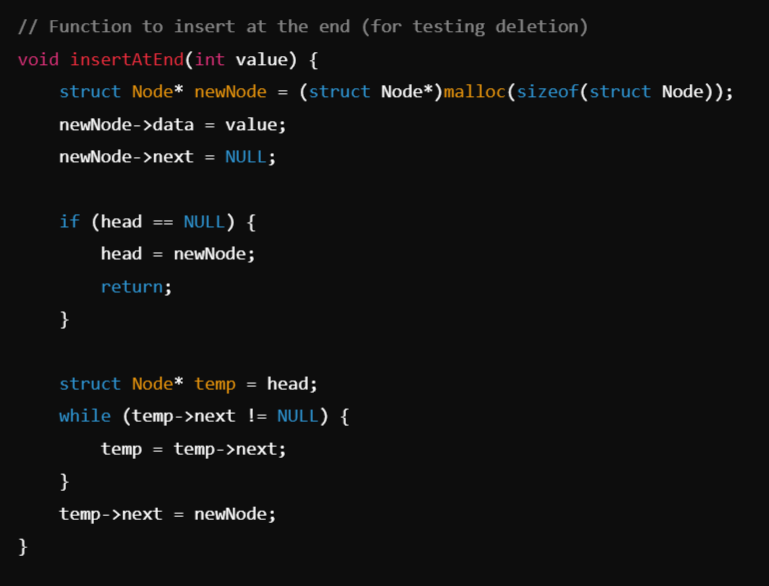 // Function to insert at the end (for testing deletion)
void insertAtEnd(int value) {
    struct Node* newNode = (struct Node*)malloc(sizeof(struct Node));
    newNode->data = value;
    newNode->next = NULL;

    if (head == NULL) {
        head = newNode;
        return;
    }

    struct Node* temp = head;
    while (temp->next != NULL) {
        temp = temp->next;
    }
    temp->next = newNode;
}